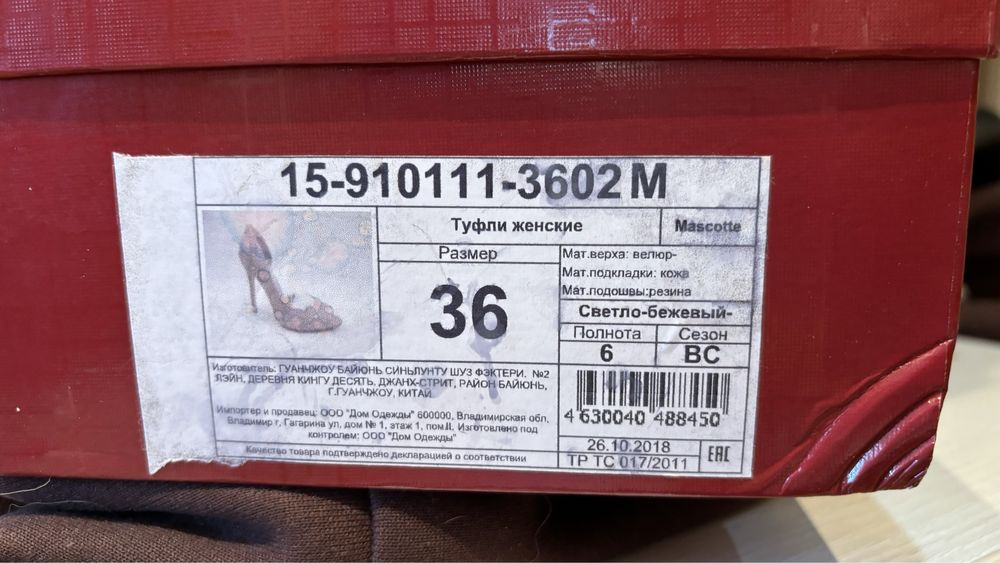 15-910111-3602 М
Туфли женские
Mascotte
Размер
36
Мат.верха: велюр-
Мат.подкладки: кожа
Мат.подошвы:резина
Светло-бежевый-
Полнота
Сезон
6
ВС
4 630040 488450
26.10.2018
ТР ТС 017/2011
EAC
Изготовитель: ГУАНЧЖОУ БАЙЮНЬ СИНЬЛУНТУ ШУЗ ФЭКТЕРИ. №2
ЛЭЙН, ДЕРЕВНЯ КИНГУ ДЕСЯТЬ, ДЖАНХ-СТРИТ, РАЙОН БАЙЮНЬ,
Г.ГУАНЧЖОУ, КИТАЙ
Импортер и продавец: ООО "Дом Одежды" 600000, Владимирская обл,
Владимир г, Гагарина ул, дом № 1, этаж 1, пом.II. Изготовлено под
контролем: ООО "Дом Одежды"
Качество товара подтверждено декларацией о соответствии